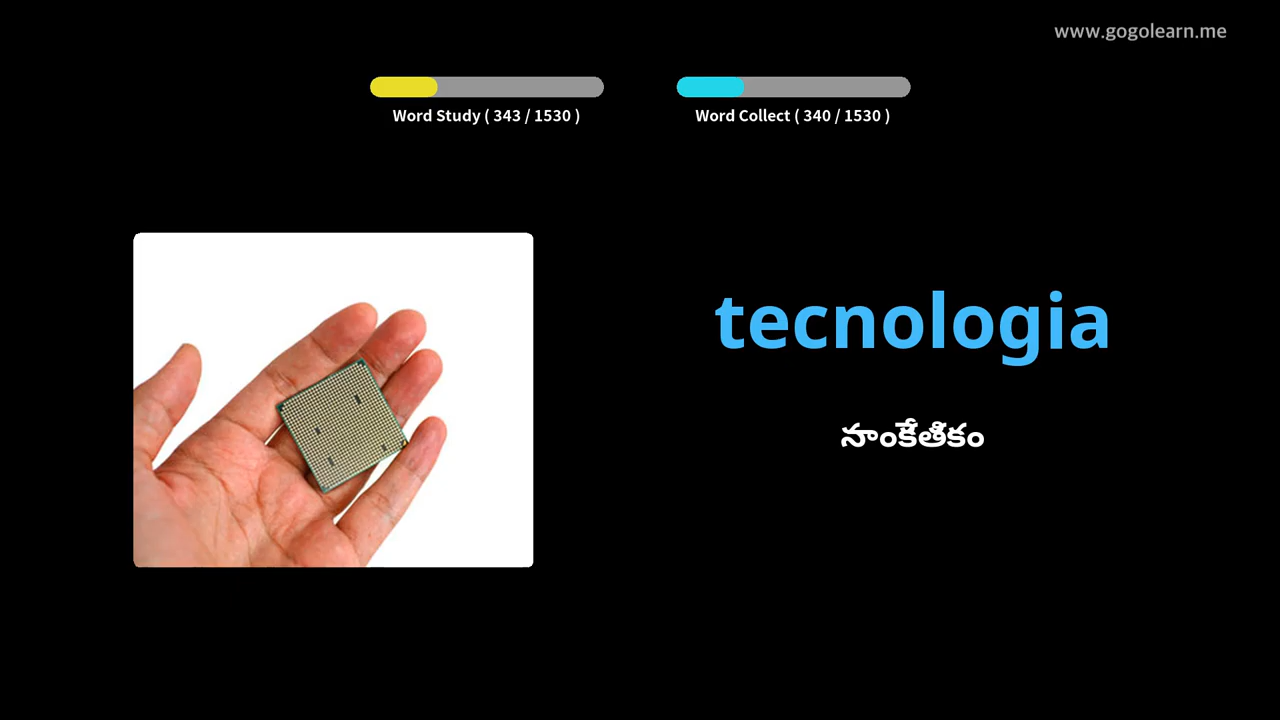 www.gogolearn.me
Word Study ( 343 / 1530 )
Word Collect ( 340 / 1530 )
tecnologia
సాంకేతికం